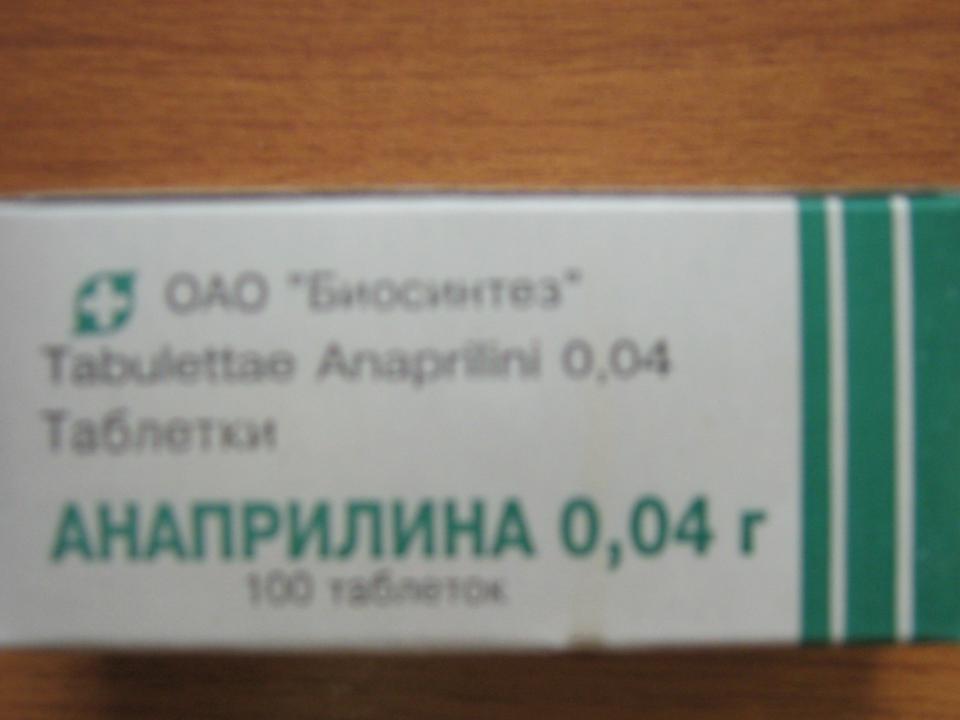 ОАО "Биосинтез"
Tabulettae Anaprilini 0,04
Таблетки
АНАПРИЛИНА 0,04 г
100 таблеток